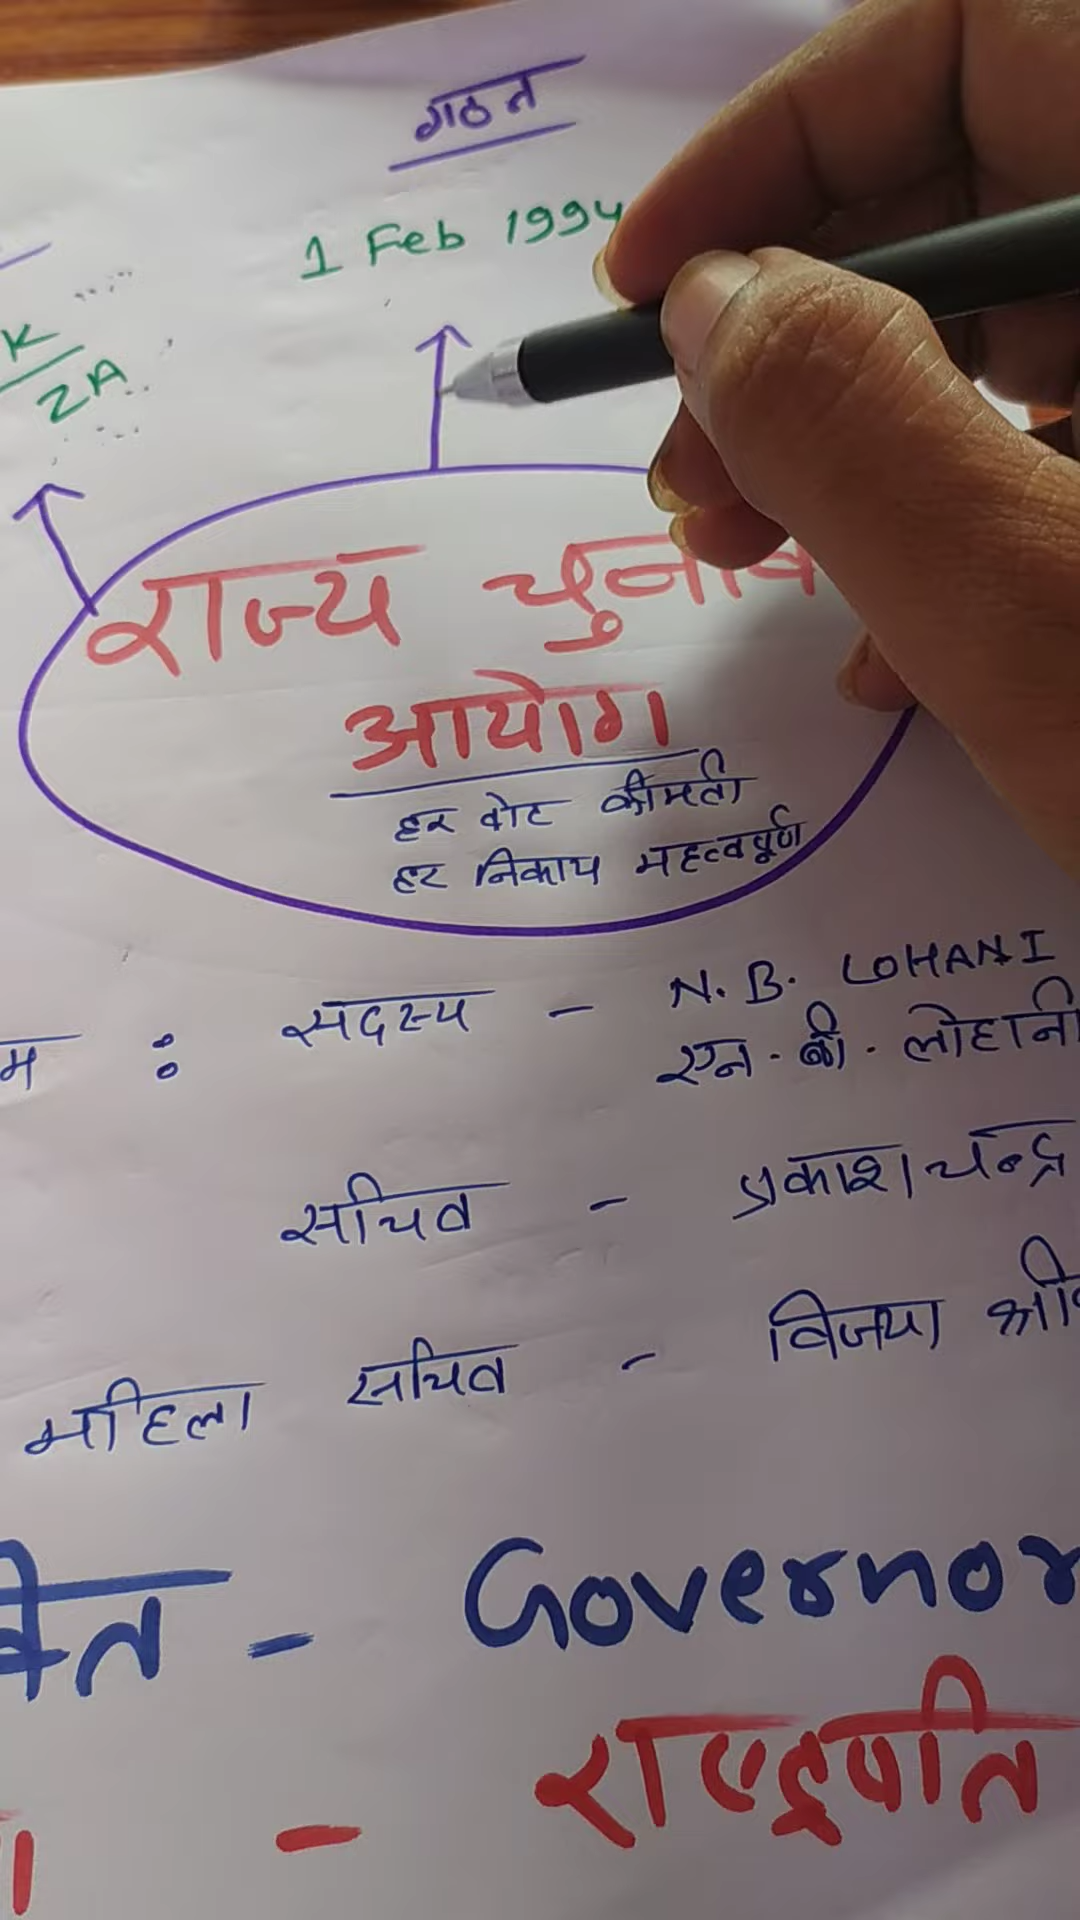 गठन
1 Feb 1994
K
ZA
राज्य चुनाव
आयोग
हर वोट कीमती
हर निकाय महत्वपूर्ण
सदस्य - N. B. LOHANI
एन. बी. लोहानी
सचिव - प्रकाश चन्द्र
महिला सचिव - विजया
- Governor
- राष्ट्रपति